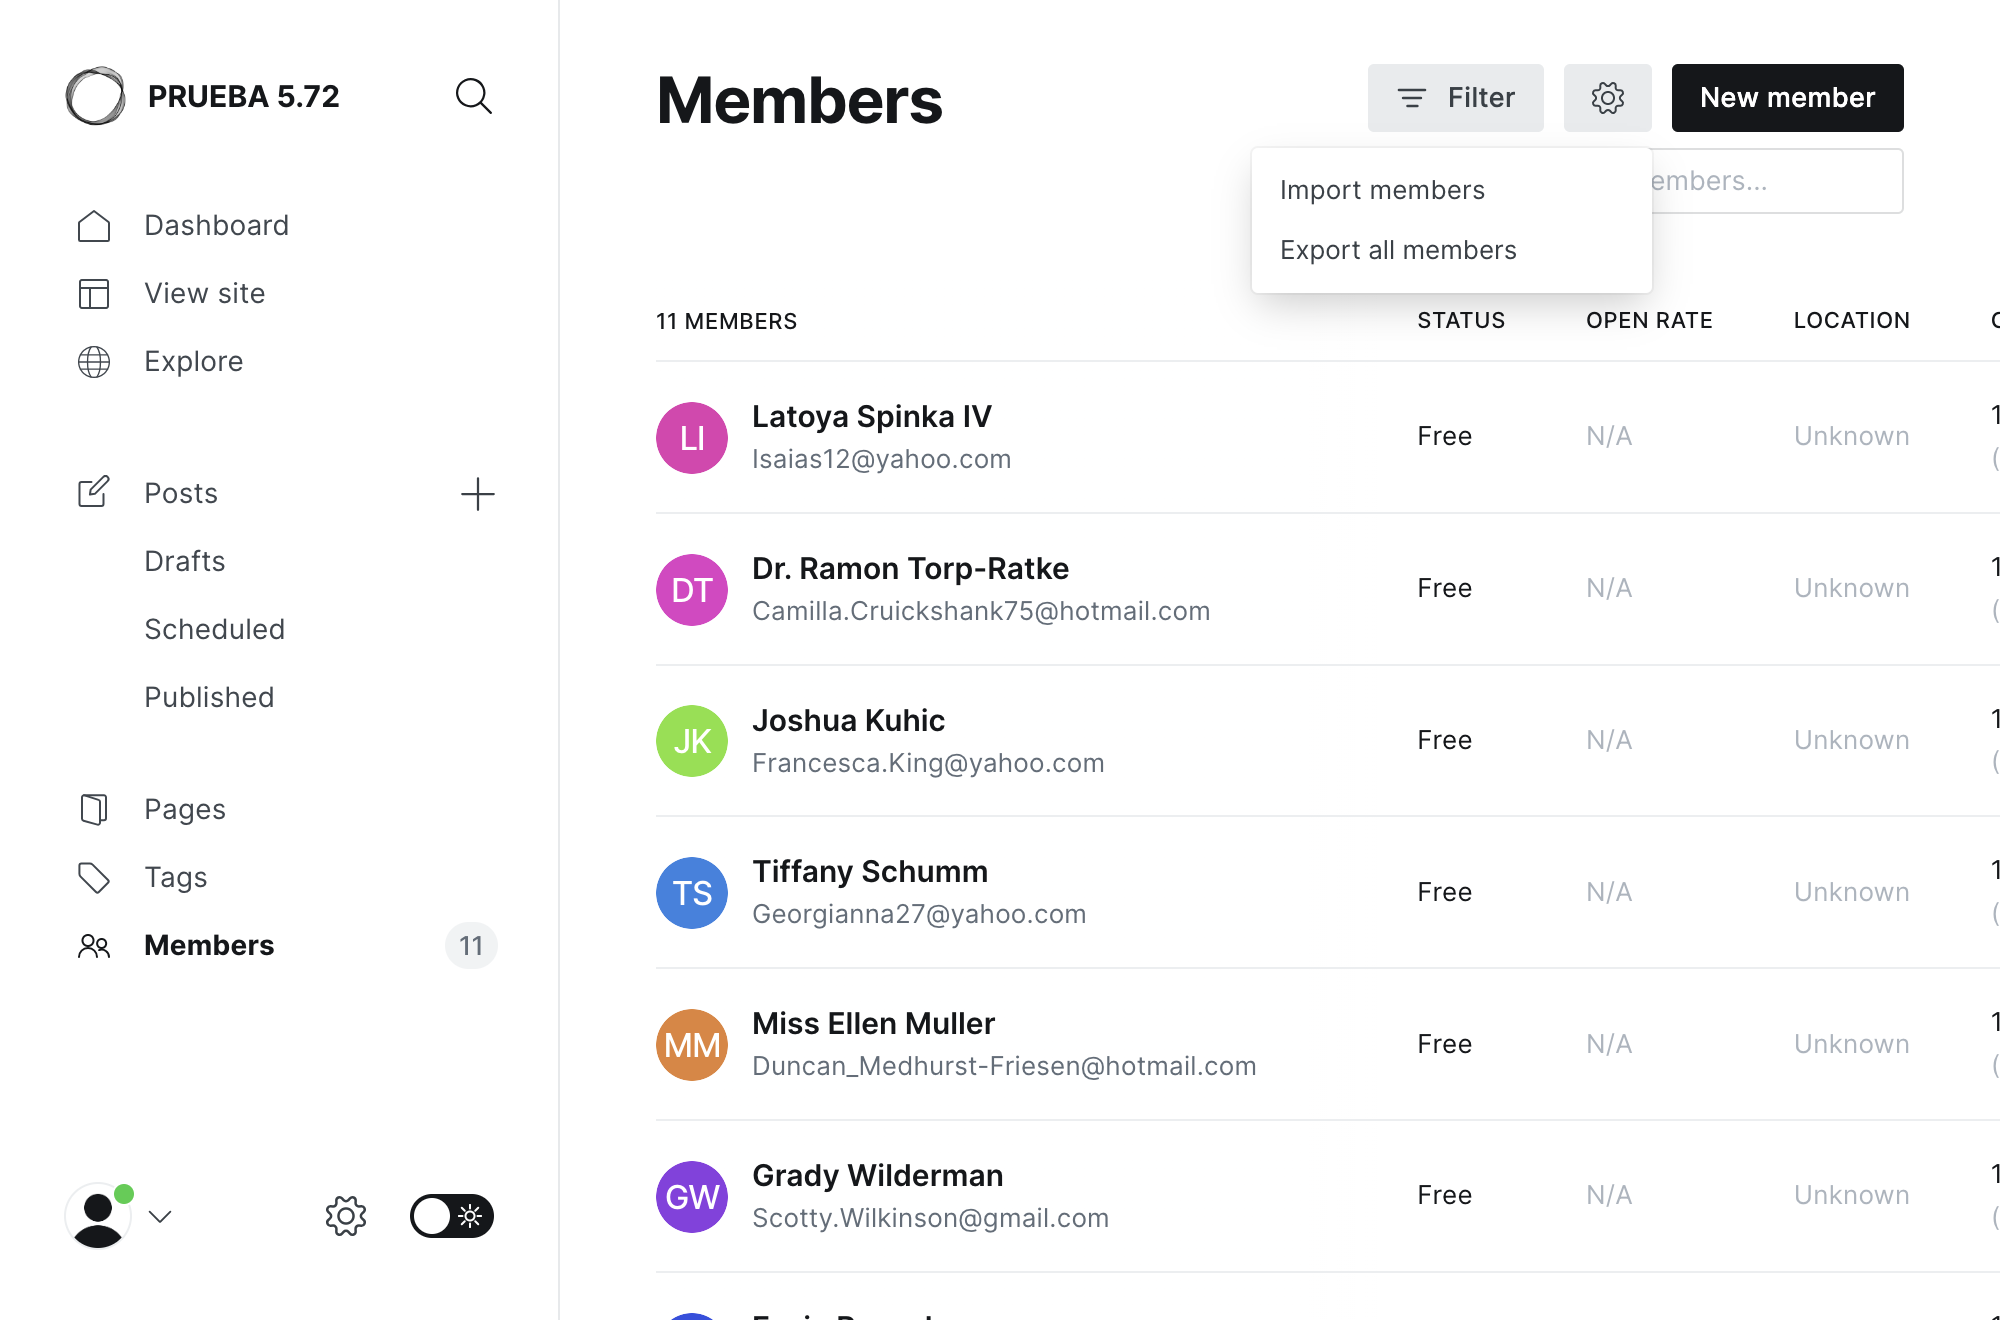 PRUEBA 5.72
Dashboard
View site
Explore
Posts
Drafts
Scheduled
Published
Pages
Tags
Members
11
Members
Filter
New member
Import members
Export all members
embers...
11 MEMBERS STATUS OPEN RATE LOCATION
LI Latoya Spinka IV
Isaias12@yahoo.com
Free N/A Unknown
DT Dr. Ramon Torp-Ratke
Camilla.Cruickshank75@hotmail.com
Free N/A Unknown
JK Joshua Kuhic
Francesca.King@yahoo.com
Free N/A Unknown
TS Tiffany Schumm
Georgianna27@yahoo.com
Free N/A Unknown
MM Miss Ellen Muller
Duncan_Medhurst-Friesen@hotmail.com
Free N/A Unknown
GW Grady Wilderman
Scotty.Wilkinson@gmail.com
Free N/A Unknown